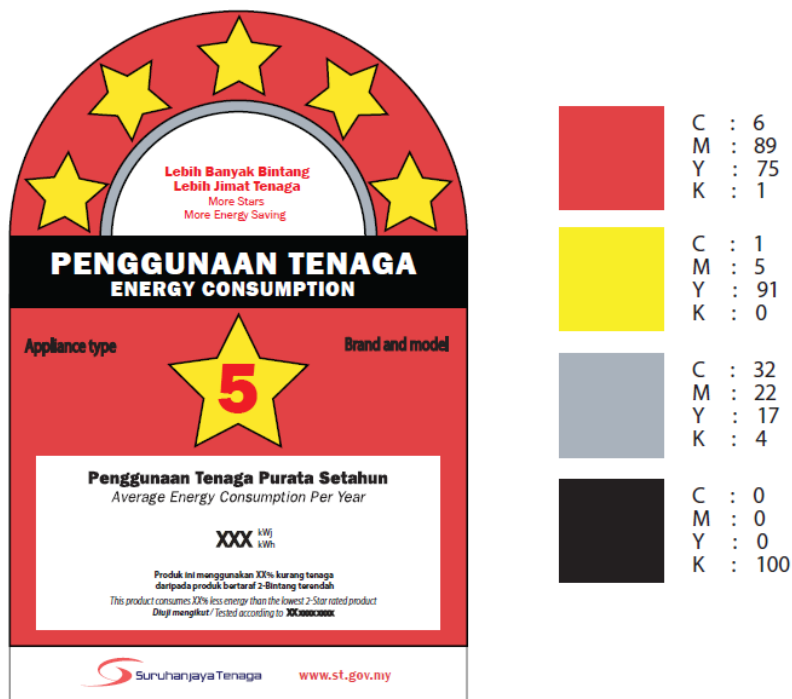 Lebih Banyak Bintang
Lebih Jimat Tenaga
More Stars
More Energy Saving
PENGGUNAAN TENAGA
ENERGY CONSUMPTION
Appliance type
Brand and model
5
Penggunaan Tenaga Purata Setahun
Average Energy Consumption Per Year
XXX kWj
kWh
Produk ini menggunakan XX% kurang tenaga
daripada produk bertaraf 2-Bintang terendah
This product consumes XX% less energy than the lowest 2-Star rated product
Diuji mengikut / Tested according to XXxxxxxxxx
Suruhanjaya Tenaga
www.st.gov.my
C : 6
M : 89
Y : 75
K : 1
C : 1
M : 5
Y : 91
K : 0
C : 32
M : 22
Y : 17
K : 4
C : 0
M : 0
Y : 0
K : 100